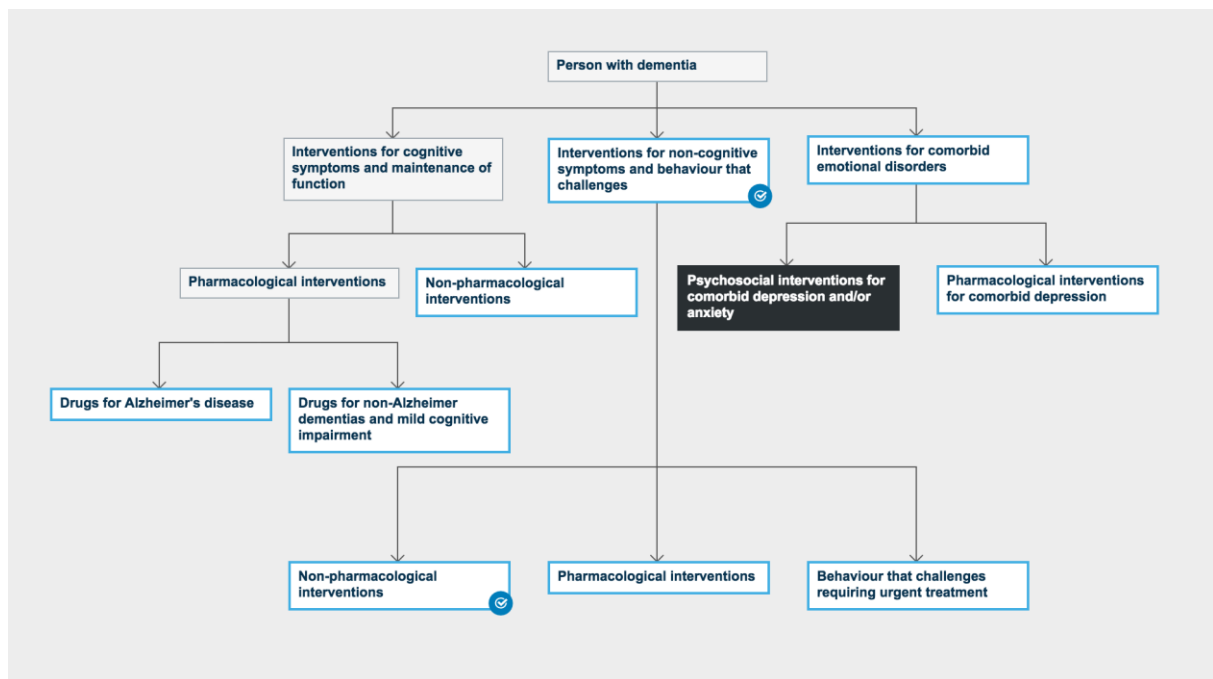 Person with dementia
Interventions for cognitive
symptoms and maintenance of
function
Interventions for non-cognitive
symptoms and behaviour that
challenges
Interventions for comorbid
emotional disorders
Pharmacological interventions
Non-pharmacological
interventions
Psychosocial interventions for
comorbid depression and/or
anxiety
Pharmacological interventions
for comorbid depression
Drugs for Alzheimer's disease
Drugs for non-Alzheimer
dementias and mild cognitive
impairment
Non-pharmacological
interventions
Pharmacological interventions
Behaviour that challenges
requiring urgent treatment